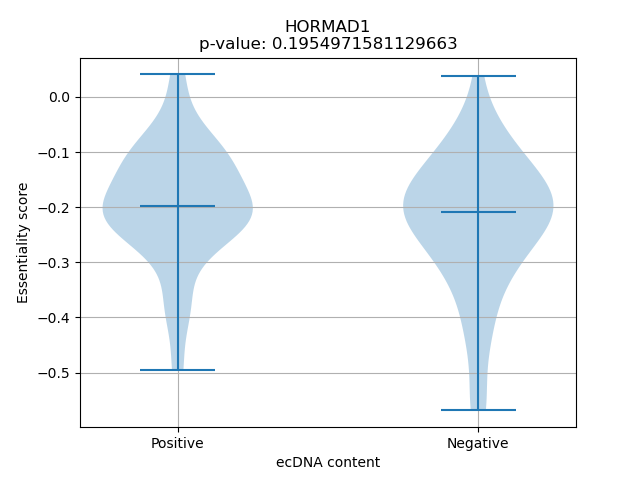 HORMAD1
p-value: 0.1954971581129663
Essentiality score
0.0
−0.1
−0.2
−0.3
−0.4
−0.5
Positive
Negative
ecDNA content